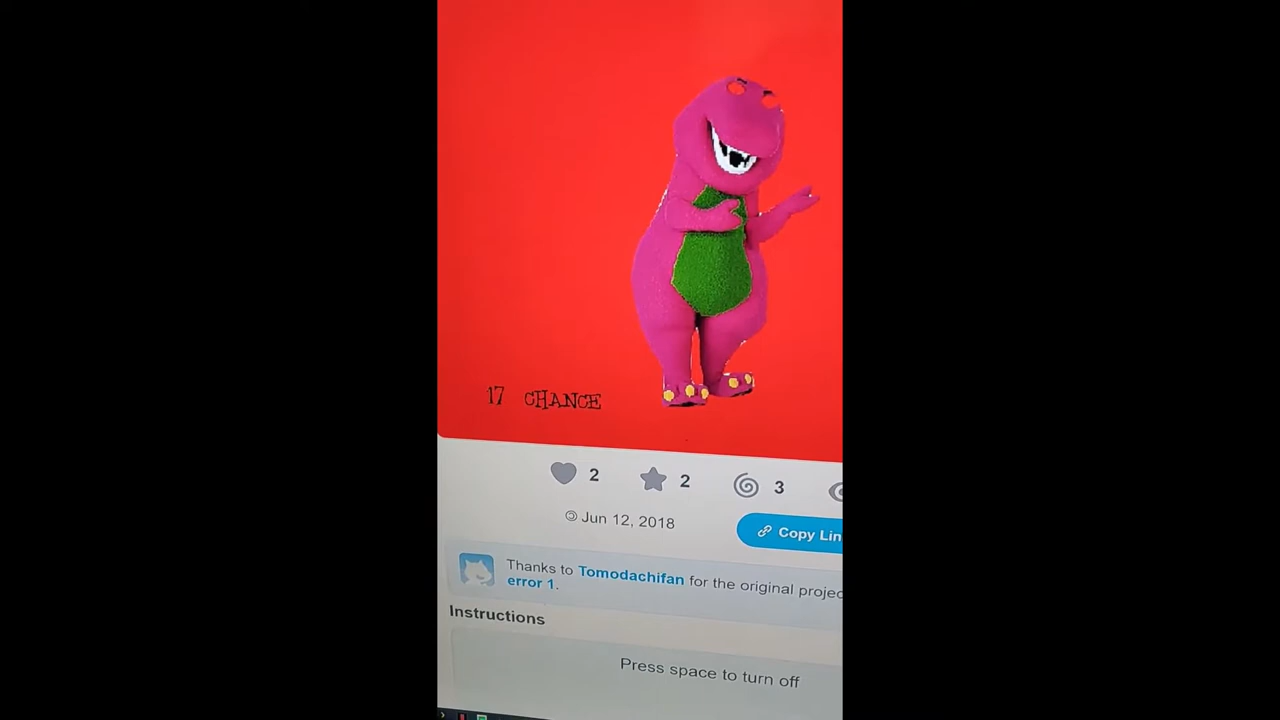 17 CHANCE
2 2 3
Jun 12, 2018
Copy Lin
Thanks to Tomodachifan for the original projec
error 1.
Instructions
Press space to turn off